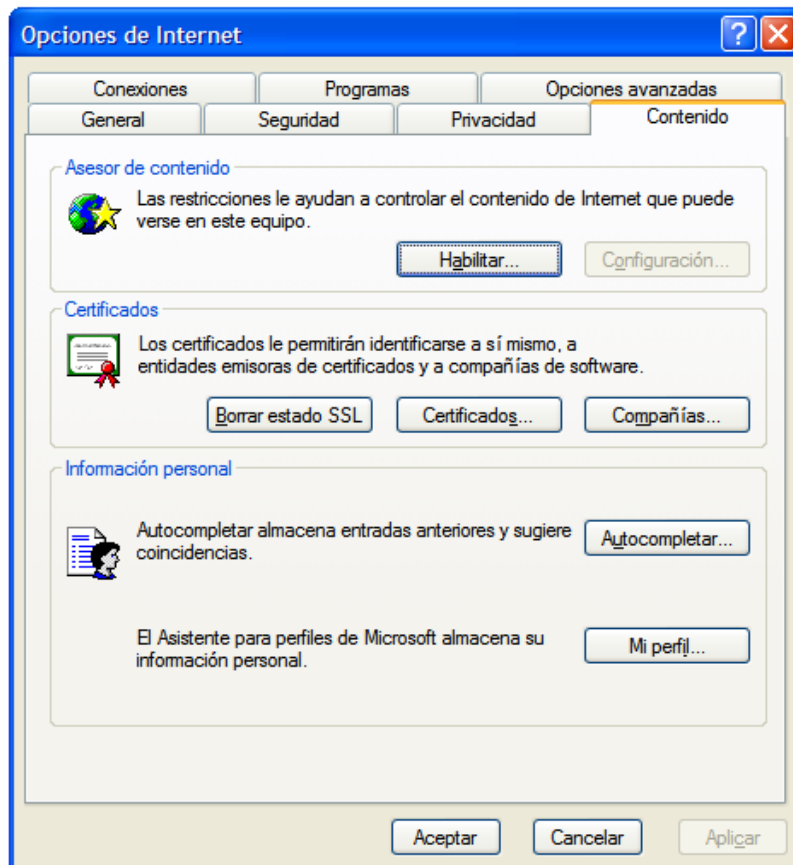 Opciones de Internet
Conexiones Programas Opciones avanzadas
General Seguridad Privacidad Contenido
Asesor de contenido
Las restricciones le ayudan a controlar el contenido de Internet que puede
verse en este equipo.
Habilitar... Configuración...
Certificados
Los certificados le permitirán identificarse a sí mismo, a
entidades emisoras de certificados y a compañías de software.
Borrar estado SSL Certificados... Compañías...
Información personal
Autocompletar almacena entradas anteriores y sugiere
coincidencias.
Autocompletar...
El Asistente para perfiles de Microsoft almacena su
información personal.
Mi perfil...
Aceptar Cancelar Aplicar